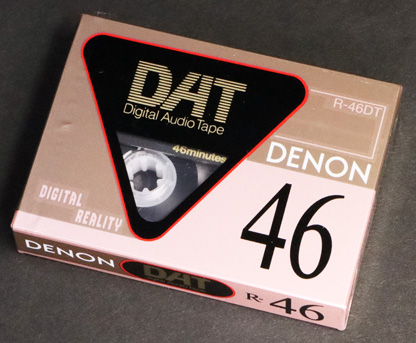 DAT
Digital Audio Tape
46minutes
R-46DT
DENON
46
DIGITAL
REALITY
DENON
DAT
R-46